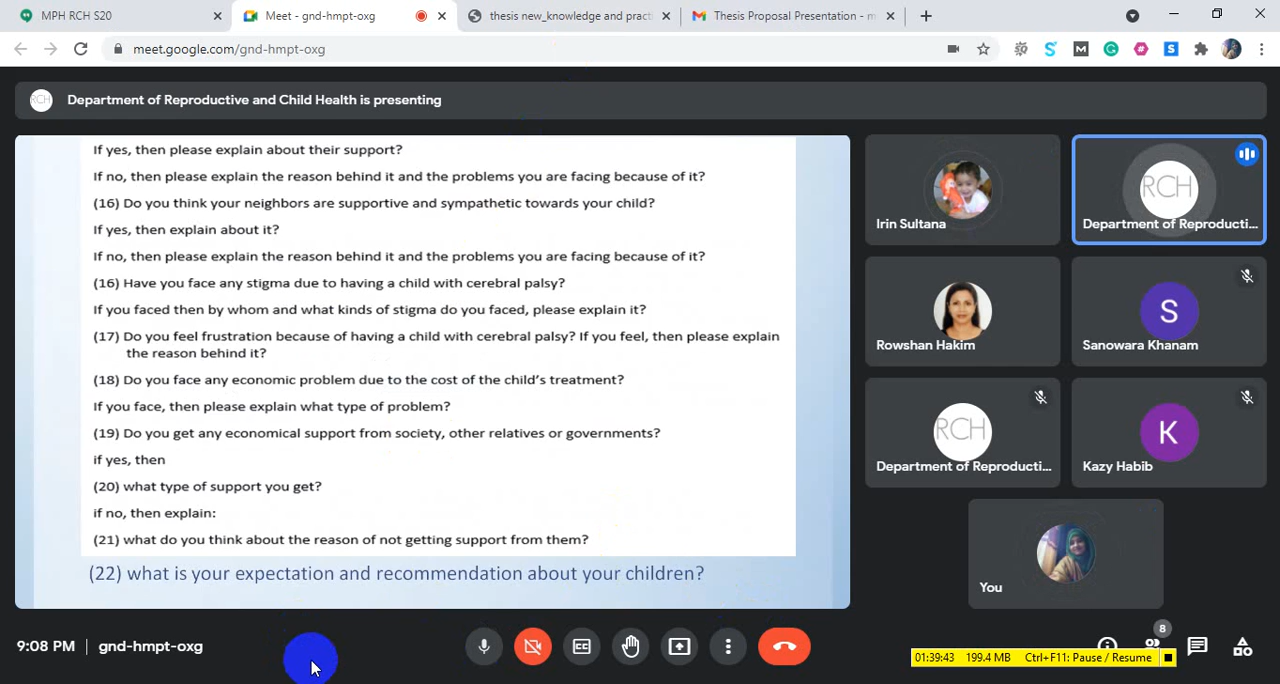 MPH RCH S20
Meet - gnd-hmpt-oxg
thesis new_knowledge and practi
Thesis Proposal Presentation - m
meet.google.com/gnd-hmpt-oxg
RCH
Department of Reproductive and Child Health is presenting
If yes, then please explain about their support?
If no, then please explain the reason behind it and the problems you are facing because of it?
(16) Do you think your neighbors are supportive and sympathetic towards your child?
If yes, then explain about it?
If no, then please explain the reason behind it and the problems you are facing because of it?
(16) Have you face any stigma due to having a child with cerebral palsy?
If you faced then by whom and what kinds of stigma do you faced, please explain it?
(17) Do you feel frustration because of having a child with cerebral palsy? If you feel, then please explain
the reason behind it?
(18) Do you face any economic problem due to the cost of the child's treatment?
If you face, then please explain what type of problem?
(19) Do you get any economical support from society, other relatives or governments?
if yes, then
(20) what type of support you get?
if no, then explain:
(21) what do you think about the reason of not getting support from them?
(22) what is your expectation and recommendation about your children?
Irin Sultana
RCH
Department of Reproducti...
Rowshan Hakim
S
Sanowara Khanam
RCH
Department of Reproducti...
K
Kazy Habib
You
9:08 PM
gnd-hmpt-oxg
CC
8
01:39:43 199.4 MB Ctrl+F11: Pause / Resume